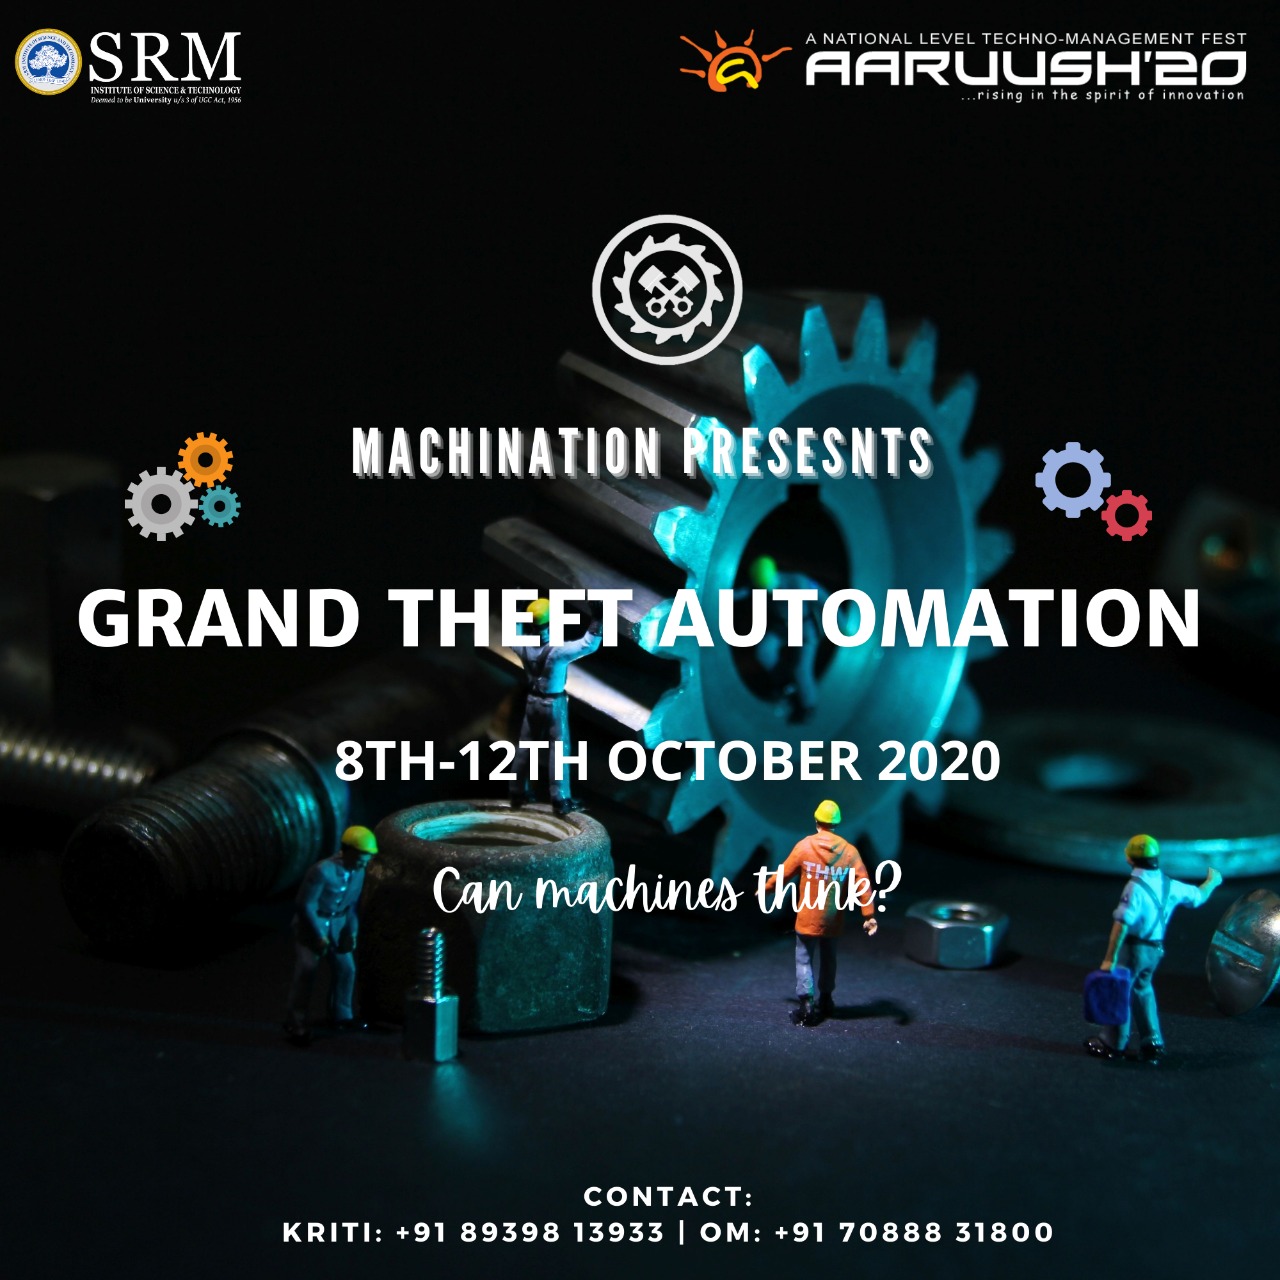 SRM
INSTITUTE OF SCIENCE & TECHNOLOGY
Deemed to be University u/s 3 of UGC Act, 1956
A NATIONAL LEVEL TECHNO-MANAGEMENT FEST
AARUUSH'20
...rising in the spirit of innovation
MACHINATION PRESESNTS
GRAND THEFT AUTOMATION
8TH-12TH OCTOBER 2020
Can machines think?
THW
CONTACT:
KRITI: +91 89398 13933 | OM: +91 70888 31800